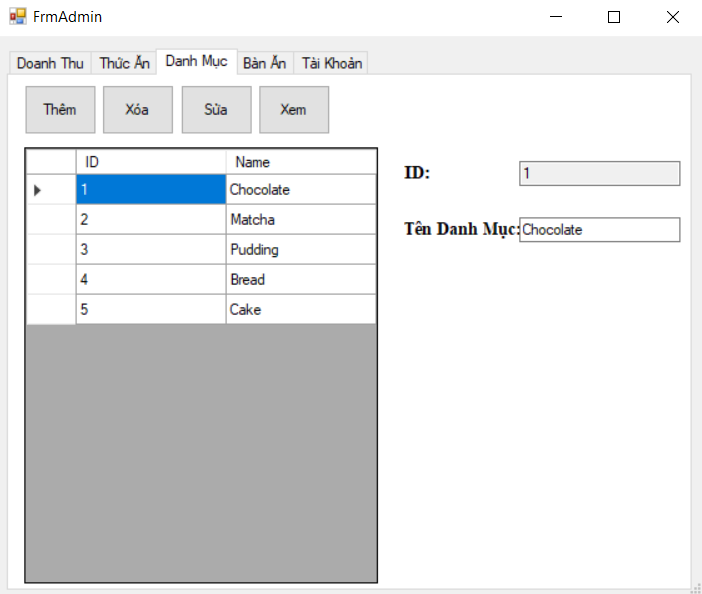 FrmAdmin
Doanh Thu Thức Ăn Danh Mục Bàn Ăn Tài Khoản
Thêm Xóa Sửa Xem
ID Name
1 Chocolate
2 Matcha
3 Pudding
4 Bread
5 Cake
ID: 1
Tên Danh Mục: Chocolate